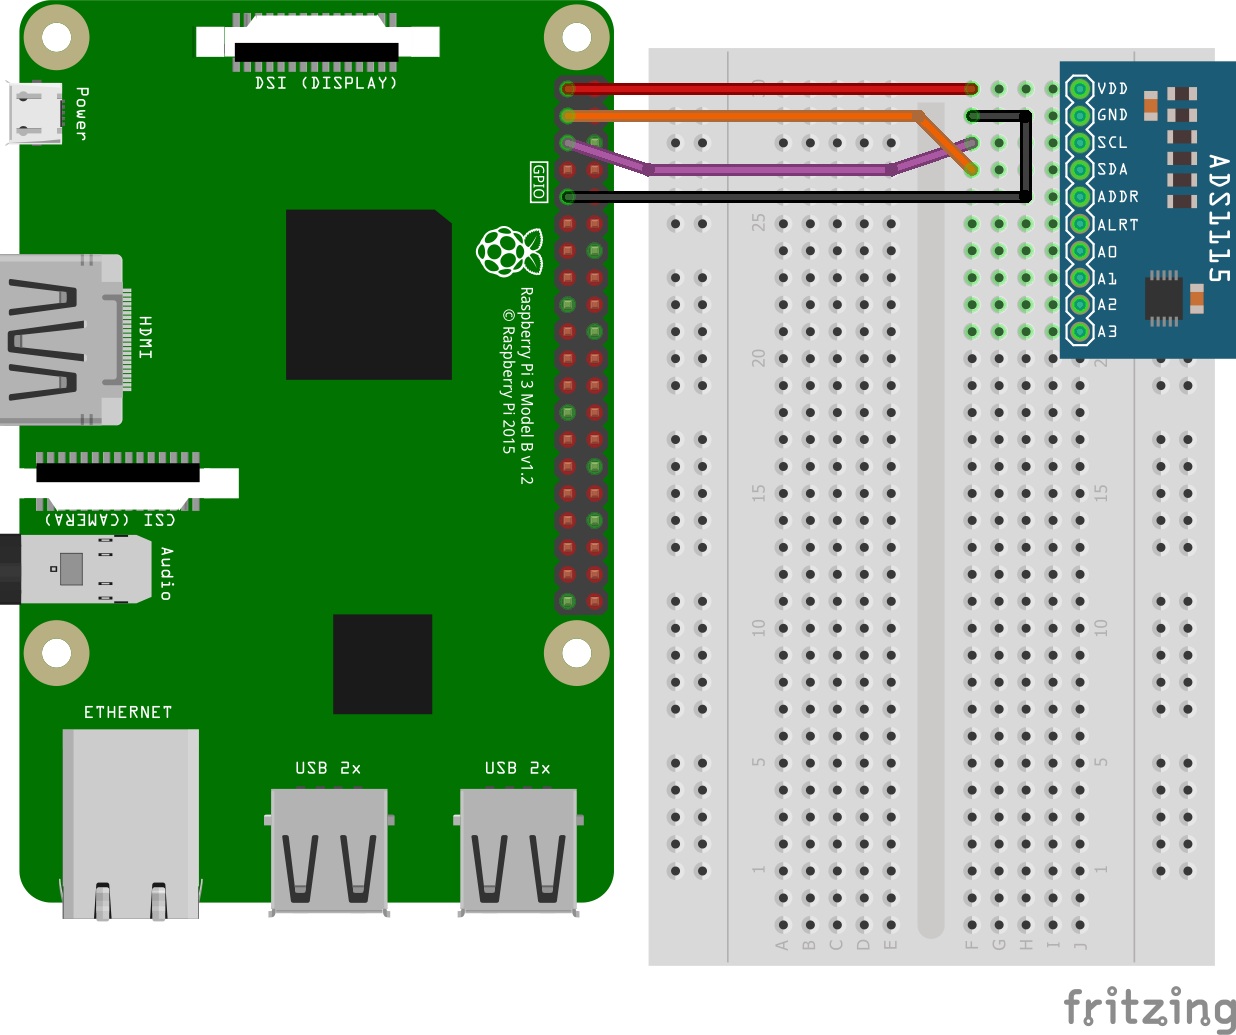 DSI (DISPLAY)
Power
GPIO
Raspberry Pi 3 Model B v1.2
© Raspberry Pi 2015
HDMI
CSI (CAMERA)
Audio
ETHERNET
USB 2x
USB 2x
25
20
15
15
10
10
5
5
1
1
A B C D E F G H I J
VDD
GND
SCL
SDA
ADDR
ALRT
A0
A1
A2
A3
ADS1115
fritzing